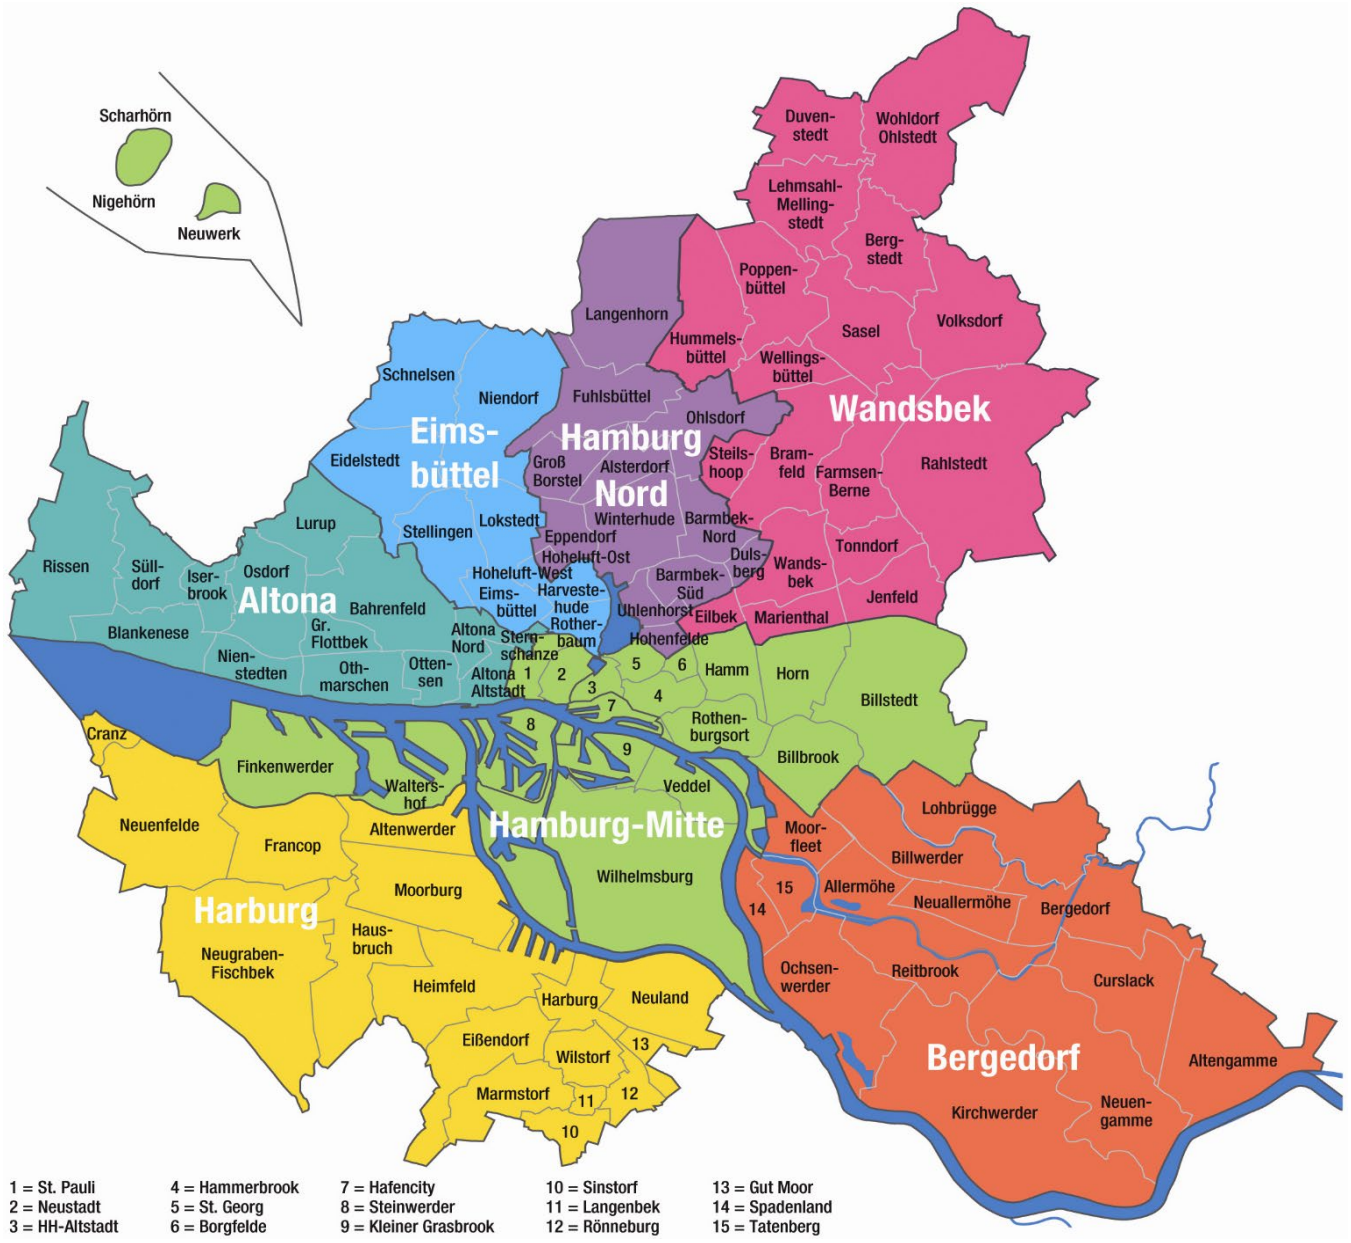 Scharhörn
Nigehörn
Neuwerk
Duven-
stedt
Wohldorf
Ohlstedt
Lehmsahl-
Melling-
stedt
Berg-
stedt
Poppen-
büttel
Hummels-
büttel
Sasel
Volksdorf
Wellings-
büttel
Wandsbek
Steils-
hoop
Bram-
feld
Farmsen-
Berne
Rahlstedt
Tonndorf
Wands-
bek
Jenfeld
Eilbek
Marienthal
Langenhorn
Fuhlsbüttel
Ohlsdorf
Hamburg
Nord
Groß
Borstel
Alsterdorf
Winterhude
Eppendorf
Barmbek-
Nord
Hoheluft-Ost
Duls-
berg
Barmbek-
Süd
Uhlenhorst
Hohenfelde
Schnelsen
Niendorf
Eims-
büttel
Eidelstedt
Lokstedt
Stellingen
Hoheluft-West
Eims-
büttel
Harveste-
hude
Rother-
baum
Lurup
Rissen
Süll-
dorf
Iser-
brook
Osdorf
Altona
Bahrenfeld
Blankenese
Gr.
Flottbek
Nien-
stedten
Oth-
marschen
Otten-
sen
Altona
Nord
Stern-
schanze
Altona
Altstadt
1
2
3
4
5
6
7
8
9
Hamm
Horn
Billstedt
Rothen-
burgsort
Billbrook
Finkenwerder
Walters-
hof
Veddel
Hamburg-Mitte
Wilhelmsburg
Cranz
Neuenfelde
Francop
Altenwerder
Moorburg
Harburg
Haus-
bruch
Neugraben-
Fischbek
Heimfeld
Harburg
Neuland
Eißendorf
Wilstorf
13
Marmstorf
11
12
10
Lohbrügge
Moor-
fleet
Billwerder
15
Allermöhe
14
Neuallermöhe
Bergedorf
Ochsen-
werder
Reitbrook
Curslack
Bergedorf
Altengamme
Kirchwerder
Neuen-
gamme
1 = St. Pauli
2 = Neustadt
3 = HH-Altstadt
4 = Hammerbrook
5 = St. Georg
6 = Borgfelde
7 = Hafencity
8 = Steinwerder
9 = Kleiner Grasbrook
10 = Sinstorf
11 = Langenbek
12 = Rönneburg
13 = Gut Moor
14 = Spadenland
15 = Tatenberg